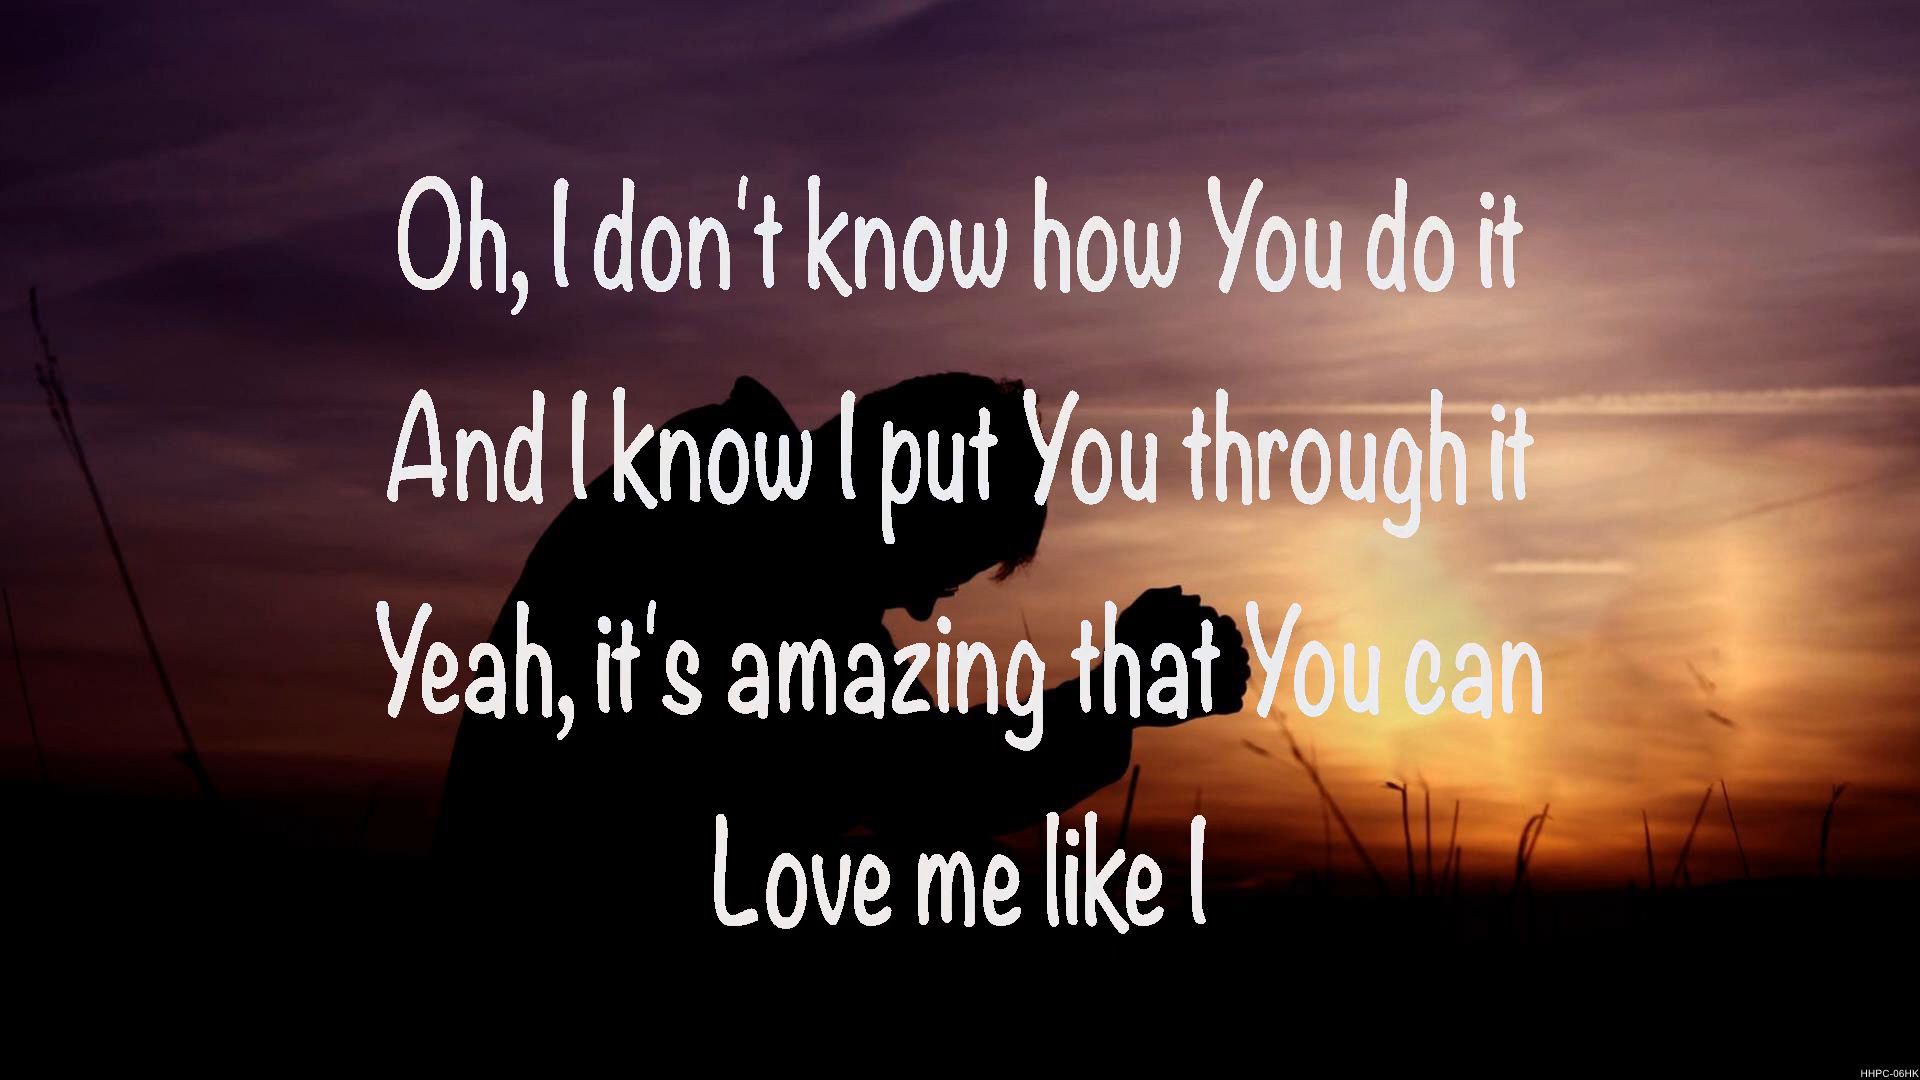 Oh, I don't know how You do it
And I know I put You through it
Yeah, it's amazing that You can
Love me like I
HHPC-06HK